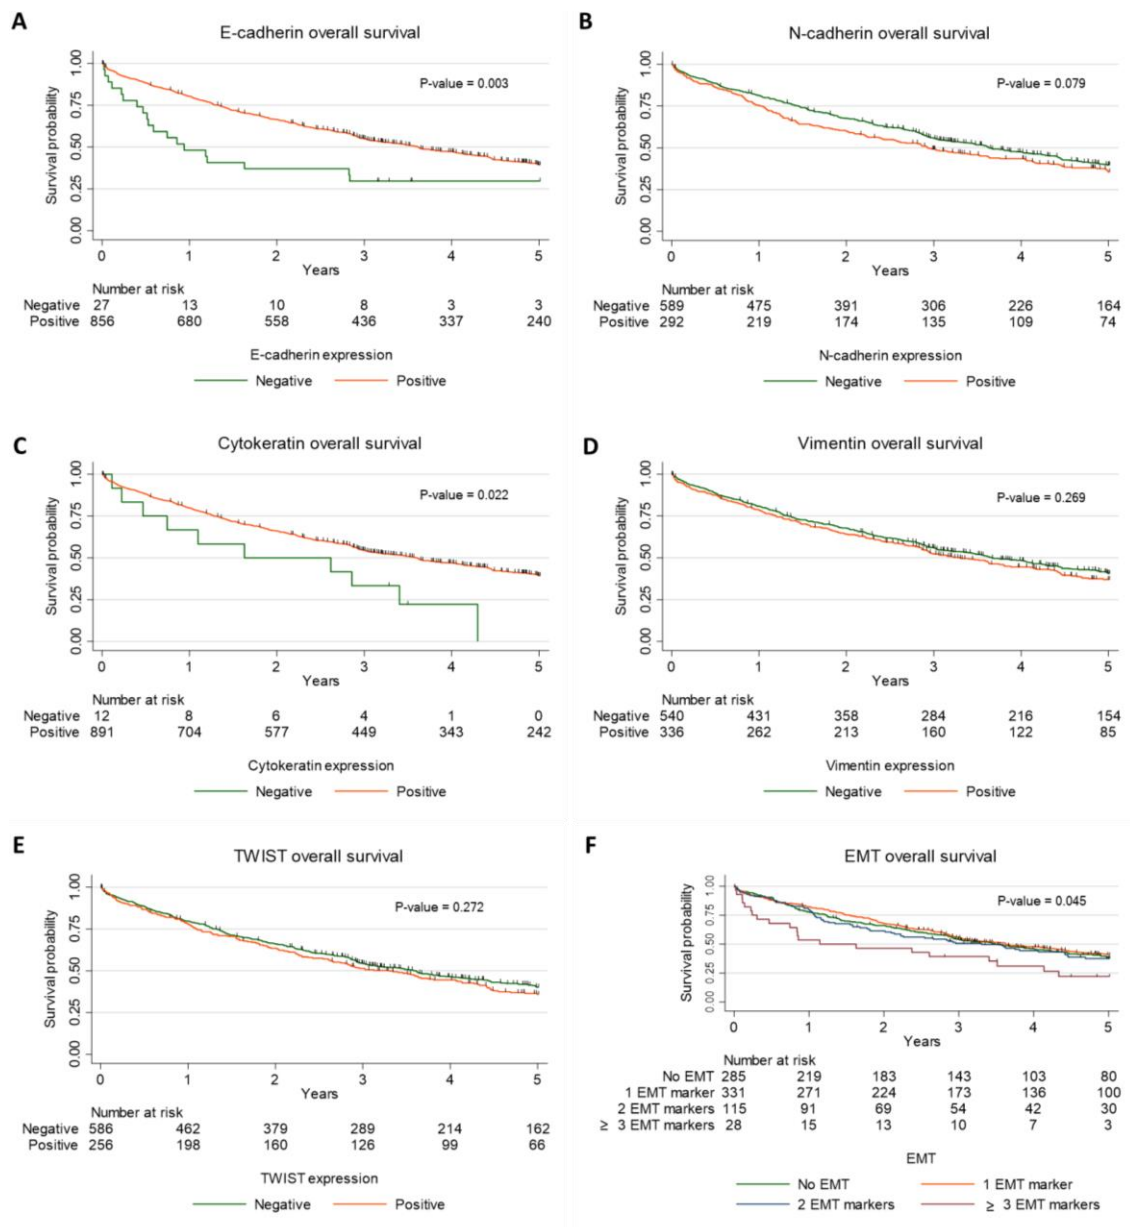 A
E-cadherin overall survival
P-value = 0.003
Survival probability
1.00
0.75
0.50
0.25
0.00
0 1 2 3 4 5
Years
Number at risk
Negative 27 13 10 8 3 3
Positive 856 680 558 436 337 240
E-cadherin expression
Negative Positive
B
N-cadherin overall survival
P-value = 0.079
Survival probability
1.00
0.75
0.50
0.25
0.00
0 1 2 3 4 5
Years
Number at risk
Negative 589 475 391 306 226 164
Positive 292 219 174 135 109 74
N-cadherin expression
Negative Positive
C
Cytokeratin overall survival
P-value = 0.022
Survival probability
1.00
0.75
0.50
0.25
0.00
0 1 2 3 4 5
Years
Number at risk
Negative 12 8 6 4 1 0
Positive 891 704 577 449 343 242
Cytokeratin expression
Negative Positive
D
Vimentin overall survival
P-value = 0.269
Survival probability
1.00
0.75
0.50
0.25
0.00
0 1 2 3 4 5
Years
Number at risk
Negative 540 431 358 284 216 154
Positive 336 262 213 160 122 85
Vimentin expression
Negative Positive
E
TWIST overall survival
P-value = 0.272
Survival probability
1.00
0.75
0.50
0.25
0.00
0 1 2 3 4 5
Years
Number at risk
Negative 586 462 379 289 214 162
Positive 256 198 160 126 99 66
TWIST expression
Negative Positive
F
EMT overall survival
P-value = 0.045
Survival probability
1.00
0.75
0.50
0.25
0.00
0 1 2 3 4 5
Years
Number at risk
No EMT 285 219 183 143 103 80
1 EMT marker 331 271 224 173 136 100
2 EMT markers 115 91 69 54 42 30
≥ 3 EMT markers 28 15 13 10 7 3
EMT
No EMT 1 EMT marker
2 EMT markers ≥ 3 EMT markers